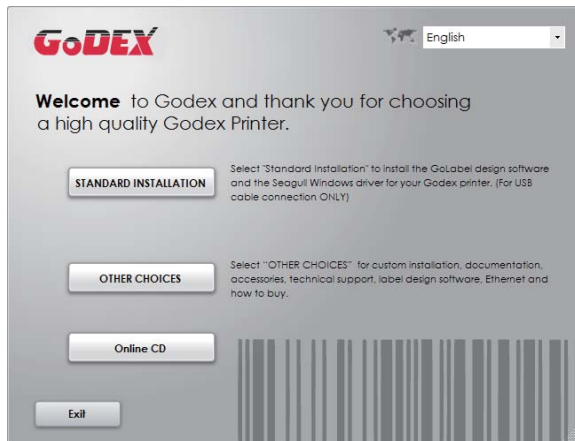 GoDEX
English
Welcome to Godex and thank you for choosing
a high quality Godex Printer.
STANDARD INSTALLATION
Select "Standard Installation" to install the GoLabel design software
and the Seagull Windows driver for your Godex printer. (For USB
cable connection ONLY)
OTHER CHOICES
Select "OTHER CHOICES" for custom installation, documentation,
accessories, technical support, label design software, Ethernet and
how to buy.
Online CD
Exit